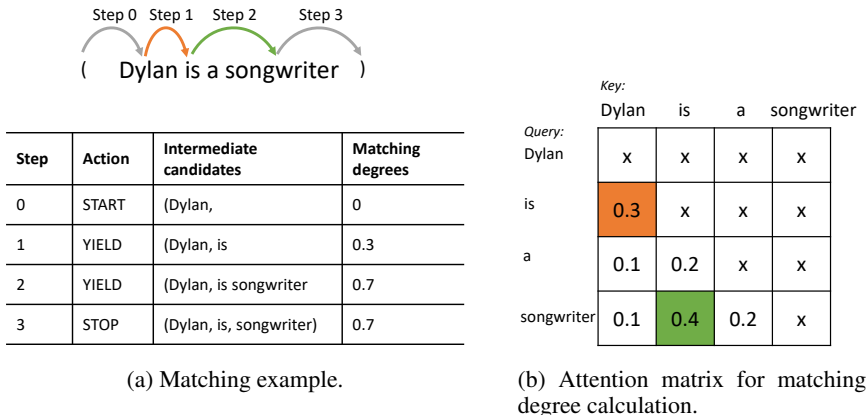 Step 0 Step 1 Step 2 Step 3
( Dylan is a songwriter )
Step Action Intermediate candidates Matching degrees
0 START (Dylan, 0
1 YIELD (Dylan, is 0.3
2 YIELD (Dylan, is songwriter 0.7
3 STOP (Dylan, is, songwriter) 0.7
(a) Matching example.
Key:
Dylan is a songwriter
Query:
Dylan x x x x
is 0.3 x x x
a 0.1 0.2 x x
songwriter 0.1 0.4 0.2 x
(b) Attention matrix for matching
degree calculation.